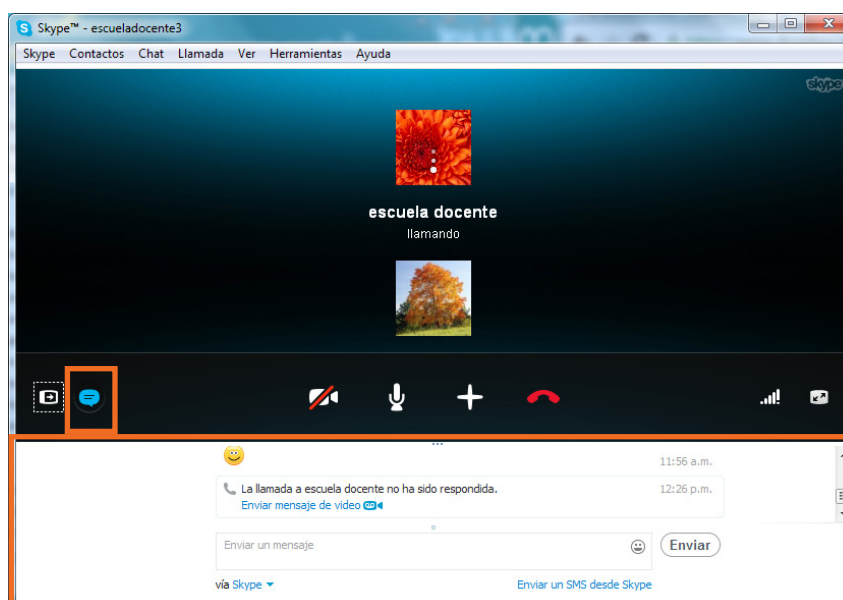 Skype™ - escueladocente3
Skype Contactos Chat Llamada Ver Herramientas Ayuda
skype
escuela docente
llamando
11:56 a.m.
La llamada a escuela docente no ha sido respondida. 12:26 p.m.
Enviar mensaje de video
Enviar un mensaje Enviar
vía Skype Enviar un SMS desde Skype